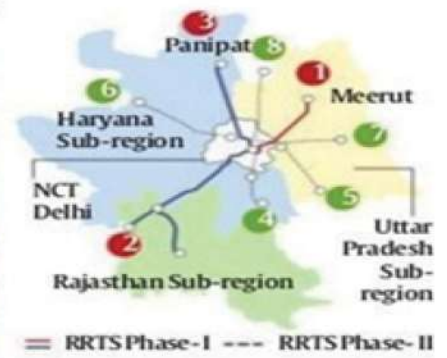 3
Panipat
8
1
Meerut
6
Haryana
Sub-region
7
NCT
Delhi
5
4
Uttar
Pradesh
Sub-
region
2
Rajasthan Sub-region
RRTS Phase-I --- RRTS Phase-II